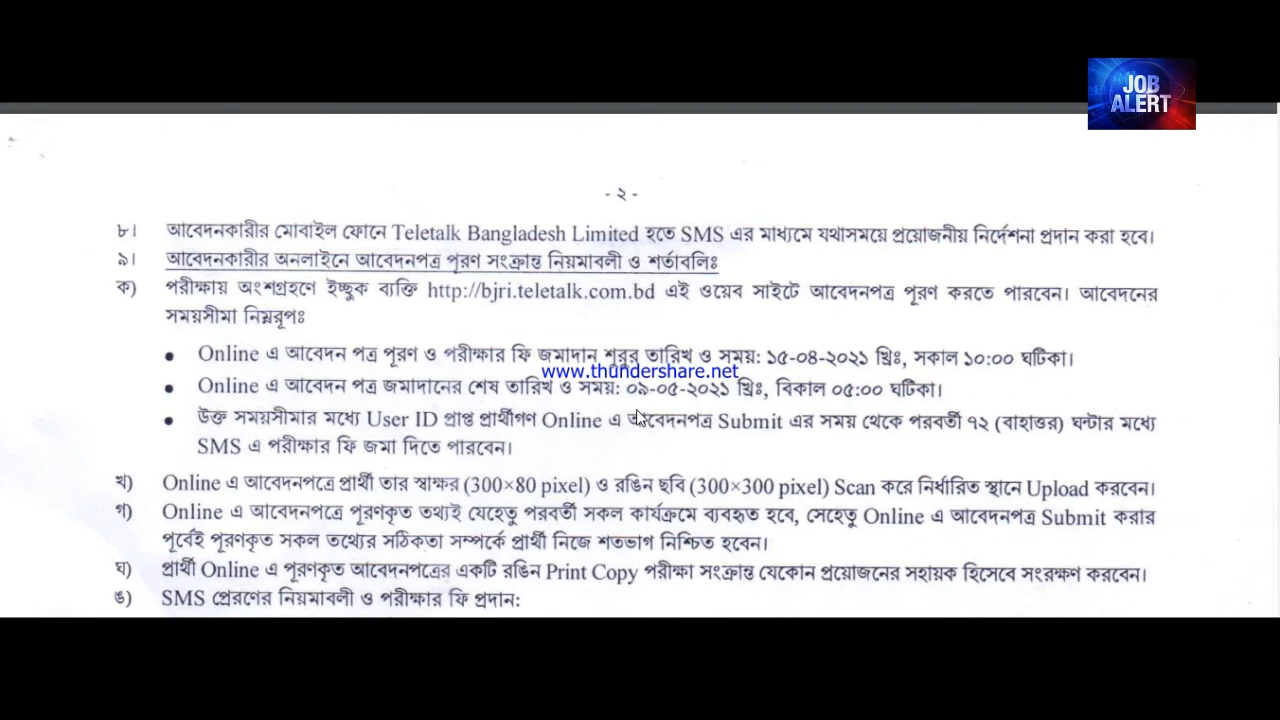 JOB
ALERT
- ২ -
৮। আবেদনকারীর মোবাইল ফোনে Teletalk Bangladesh Limited হতে SMS এর মাধ্যমে যথাসময়ে প্রয়োজনীয় নির্দেশনা প্রদান করা হবে।
৯। আবেদনকারীর অনলাইনে আবেদনপত্র পূরণ সংক্রান্ত নিয়মাবলী ও শর্তাবলিঃ
ক) পরীক্ষায় অংশগ্রহণে ইচ্ছুক ব্যক্তি http://bjri.teletalk.com.bd এই ওয়েব সাইটে আবেদনপত্র পূরণ করতে পারবেন। আবেদনের
সময়সীমা নিম্নরূপঃ
• Online এ আবেদন পত্র পূরণ ও পরীক্ষার ফি জমাদান শুরুর তারিখ ও সময়: ১৫-০৪-২০২১ খ্রিঃ, সকাল ১০:০০ ঘটিকা।
www.thundershare.net
• Online এ আবেদন পত্র জমাদানের শেষ তারিখ ও সময়: ০৯-০৫-২০২১ খ্রিঃ, বিকাল ০৫:০০ ঘটিকা।
• উক্ত সময়সীমার মধ্যে User ID প্রাপ্ত প্রার্থীগণ Online এ আবেদনপত্র Submit এর সময় থেকে পরবর্তী ৭২ (বাহাত্তর) ঘন্টার মধ্যে
SMS এ পরীক্ষার ফি জমা দিতে পারবেন।
খ) Online এ আবেদনপত্রে প্রার্থী তার স্বাক্ষর (300×80 pixel) ও রঙিন ছবি (300×300 pixel) Scan করে নির্ধারিত স্থানে Upload করবেন।
গ) Online এ আবেদনপত্রে পূরণকৃত তথ্যই যেহেতু পরবর্তী সকল কার্যক্রমে ব্যবহৃত হবে, সেহেতু Online এ আবেদনপত্র Submit করার
পূর্বেই পূরণকৃত সকল তথ্যের সঠিকতা সম্পর্কে প্রার্থী নিজে শতভাগ নিশ্চিত হবেন।
ঘ) প্রার্থী Online এ পূরণকৃত আবেদনপত্রের একটি রঙিন Print Copy পরীক্ষা সংক্রান্ত যেকোন প্রয়োজনের সহায়ক হিসেবে সংরক্ষণ করবেন।
ঙ) SMS প্রেরণের নিয়মাবলী ও পরীক্ষার ফি প্রদান: